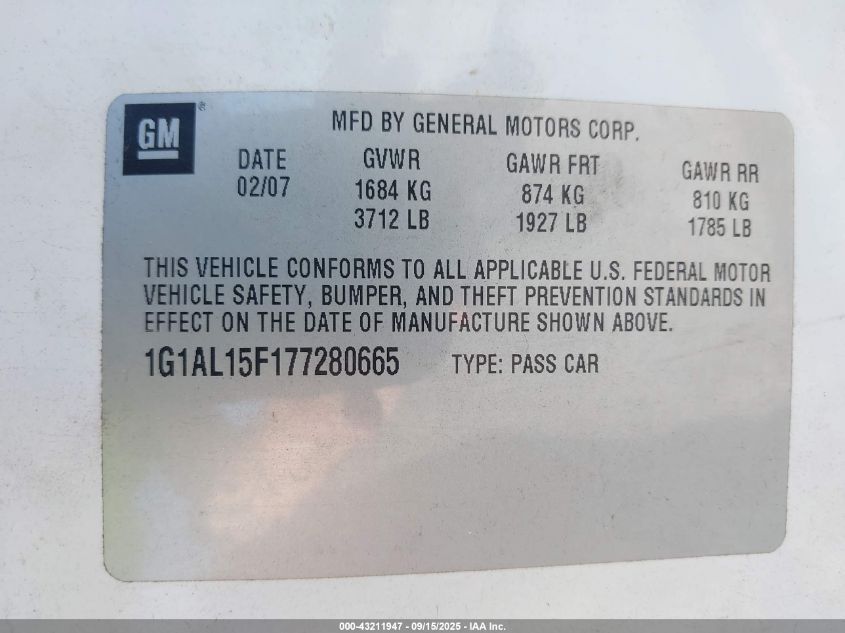 GM ®
MFD BY GENERAL MOTORS CORP.
DATE GVWR GAWR FRT GAWR RR
02/07 1684 KG 874 KG 810 KG
3712 LB 1927 LB 1785 LB
THIS VEHICLE CONFORMS TO ALL APPLICABLE U.S. FEDERAL MOTOR
VEHICLE SAFETY, BUMPER, AND THEFT PREVENTION STANDARDS IN
EFFECT ON THE DATE OF MANUFACTURE SHOWN ABOVE.
1G1AL15F177280665 TYPE: PASS CAR
000-43211947 - 09/15/2025 - IAA Inc.